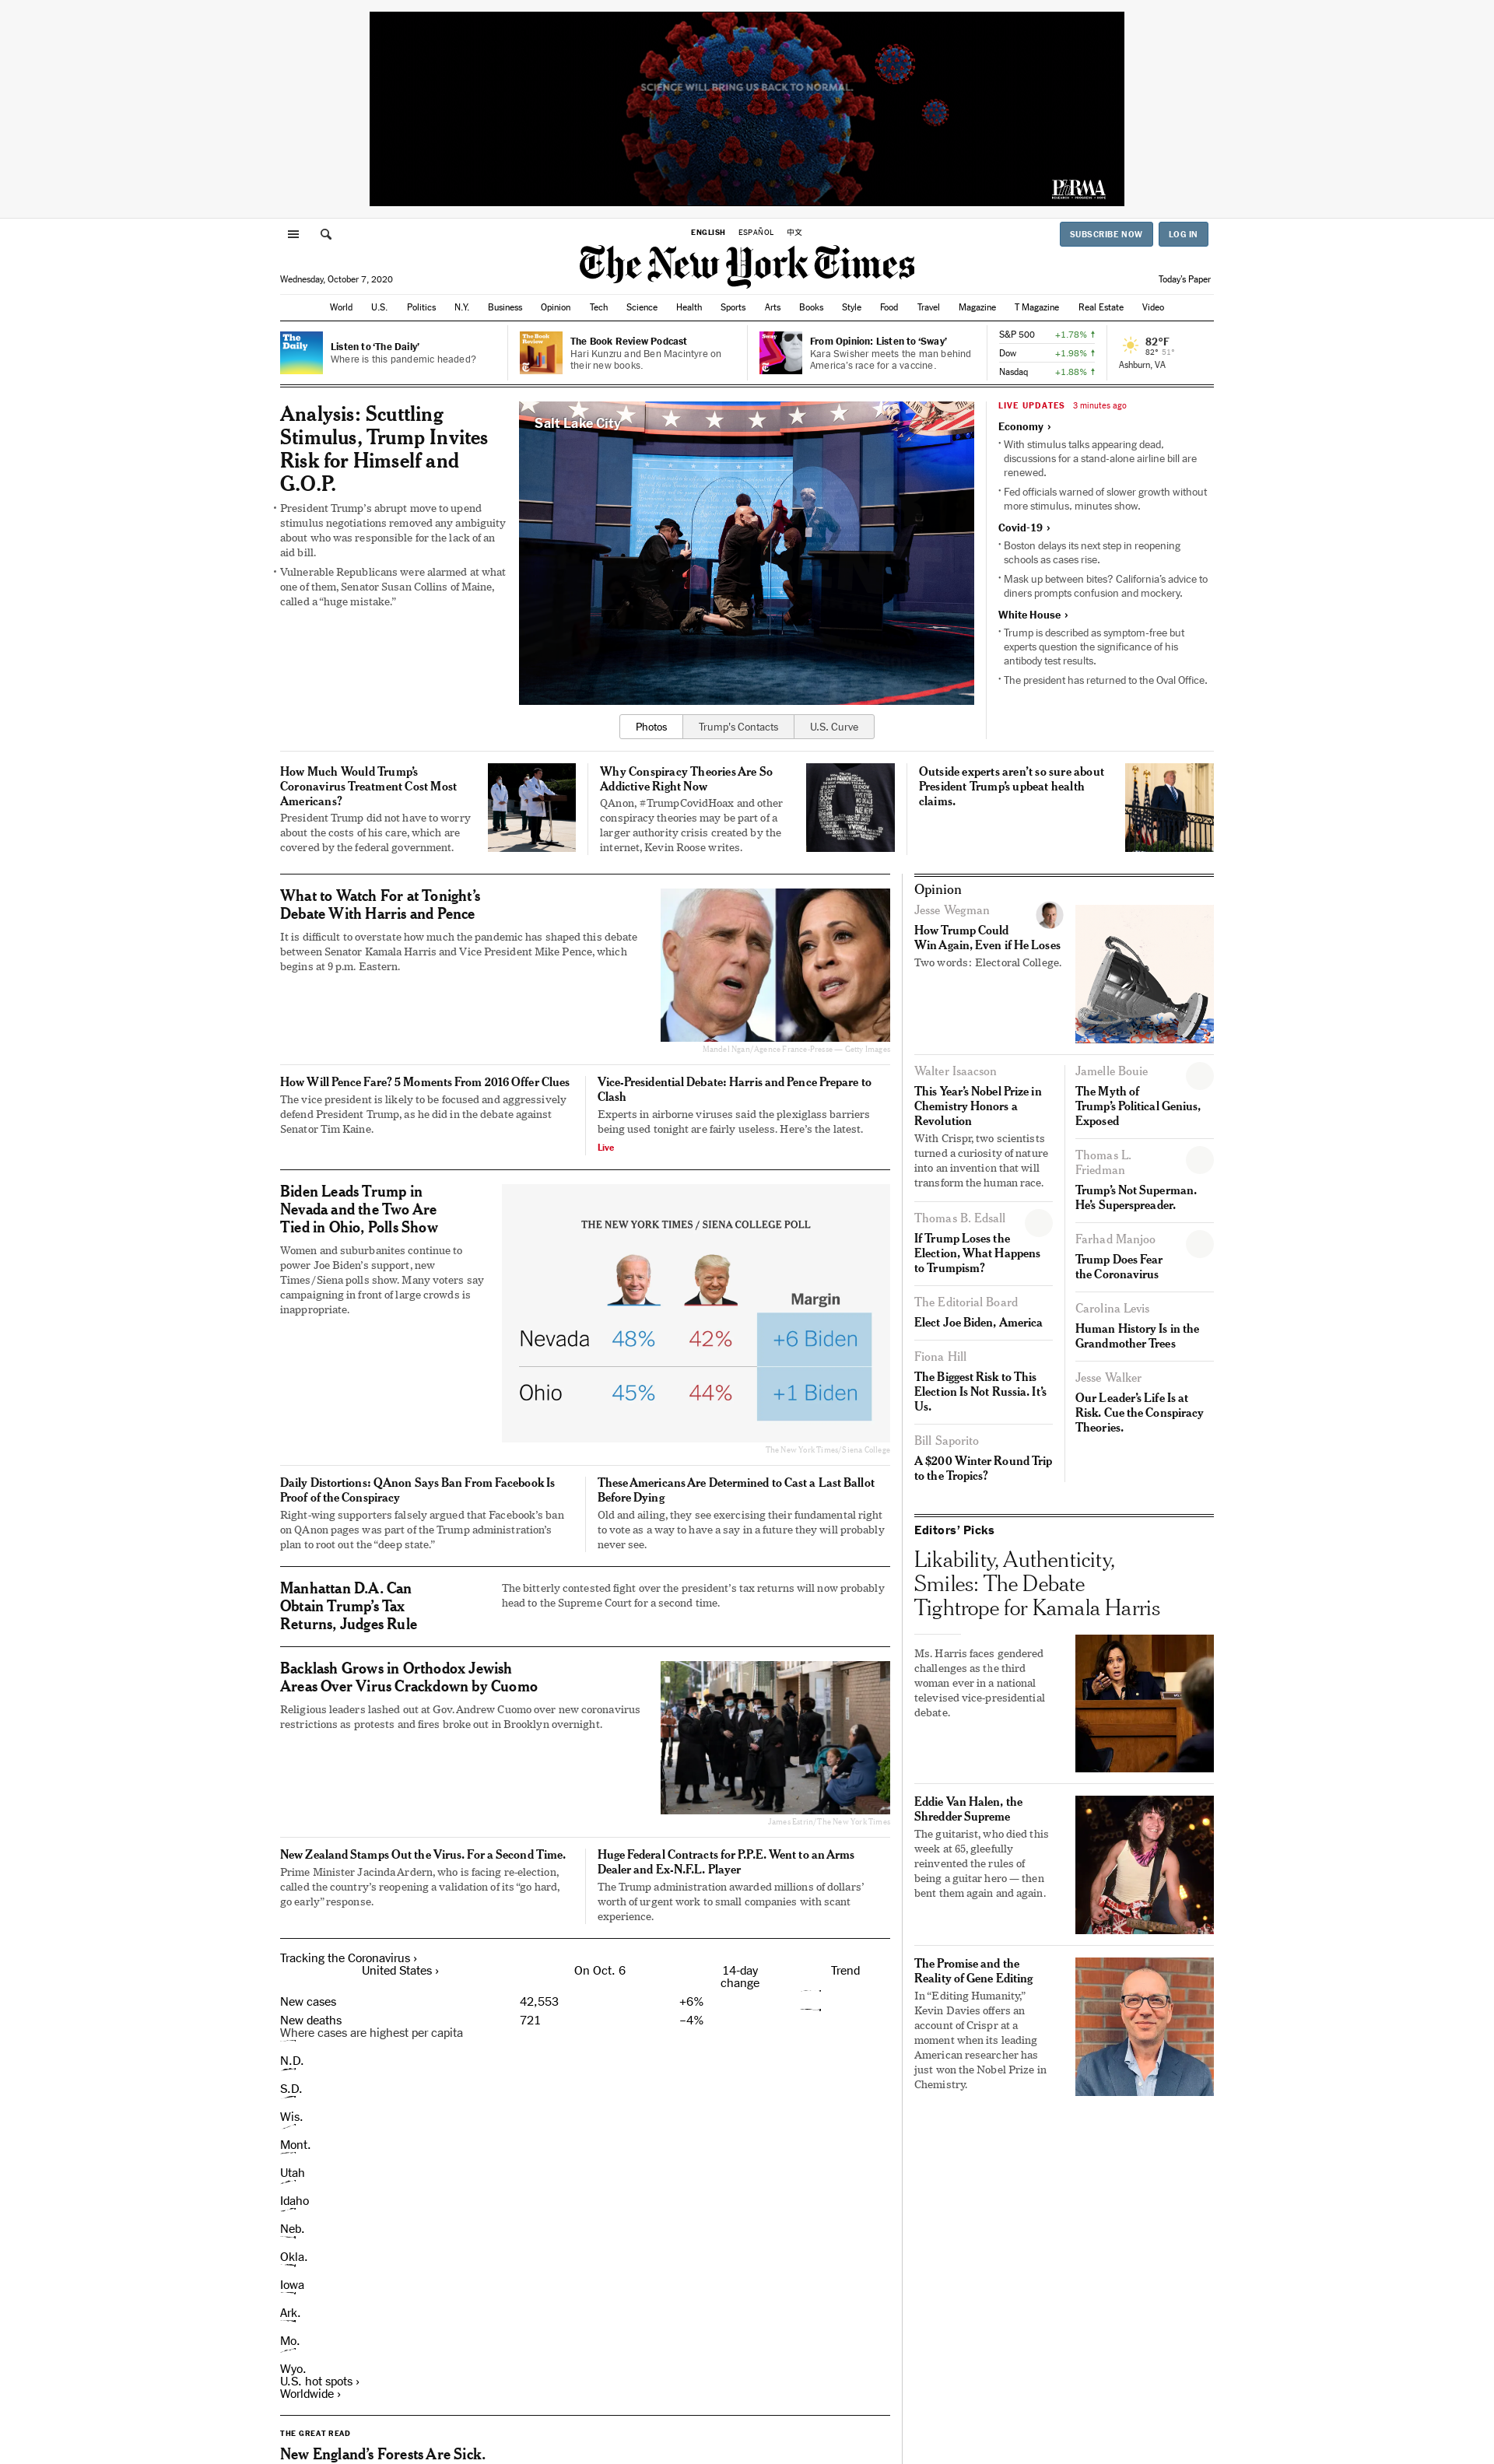 SCIENCE WILL BRING US BACK TO NORMAL.
PhRMA
RESEARCH • PROGRESS • HOPE
ENGLISH ESPAÑOL 中文
SUBSCRIBE NOW LOG IN
The New York Times
Wednesday, October 7, 2020
Today's Paper
World U.S. Politics N.Y. Business Opinion Tech Science Health Sports Arts Books Style Food Travel Magazine T Magazine Real Estate Video
The Daily
Listen to ‘The Daily’
Where is this pandemic headed?
The Book Review
The Book Review Podcast
Hari Kunzru and Ben Macintyre on
their new books.
Sway
From Opinion: Listen to ‘Sway’
Kara Swisher meets the man behind
America's race for a vaccine.
S&P 500 +1.78% ↑
Dow +1.98% ↑
Nasdaq +1.88% ↑
82°F
82° 51°
Ashburn, VA
Analysis: Scuttling
Stimulus, Trump Invites
Risk for Himself and
G.O.P.
• President Trump's abrupt move to upend
stimulus negotiations removed any ambiguity
about who was responsible for the lack of an
aid bill.
• Vulnerable Republicans were alarmed at what
one of them, Senator Susan Collins of Maine,
called a “huge mistake.”
Salt Lake City
Photos Trump's Contacts U.S. Curve
LIVE UPDATES 3 minutes ago
Economy ›
• With stimulus talks appearing dead,
discussions for a stand-alone airline bill are
renewed.
• Fed officials warned of slower growth without
more stimulus, minutes show.
Covid-19 ›
• Boston delays its next step in reopening
schools as cases rise.
• Mask up between bites? California's advice to
diners prompts confusion and mockery.
White House ›
• Trump is described as symptom-free but
experts question the significance of his
antibody test results.
• The president has returned to the Oval Office.
How Much Would Trump's
Coronavirus Treatment Cost Most
Americans?
President Trump did not have to worry
about the costs of his care, which are
covered by the federal government.
Why Conspiracy Theories Are So
Addictive Right Now
QAnon, #TrumpCovidHoax and other
conspiracy theories may be part of a
larger authority crisis created by the
internet, Kevin Roose writes.
Outside experts aren't so sure about
President Trump's upbeat health
claims.
What to Watch For at Tonight's
Debate With Harris and Pence
It is difficult to overstate how much the pandemic has shaped this debate
between Senator Kamala Harris and Vice President Mike Pence, which
begins at 9 p.m. Eastern.
Mandel Ngan/Agence France-Presse — Getty Images
How Will Pence Fare? 5 Moments From 2016 Offer Clues
The vice president is likely to be focused and aggressively
defend President Trump, as he did in the debate against
Senator Tim Kaine.
Vice-Presidential Debate: Harris and Pence Prepare to
Clash
Experts in airborne viruses said the plexiglass barriers
being used tonight are fairly useless. Here's the latest.
Live
Biden Leads Trump in
Nevada and the Two Are
Tied in Ohio, Polls Show
Women and suburbanites continue to
power Joe Biden's support, new
Times/Siena polls show. Many voters say
campaigning in front of large crowds is
inappropriate.
THE NEW YORK TIMES / SIENA COLLEGE POLL
Margin
Nevada 48% 42% +6 Biden
Ohio 45% 44% +1 Biden
The New York Times/Siena College
Daily Distortions: QAnon Says Ban From Facebook Is
Proof of the Conspiracy
Right-wing supporters falsely argued that Facebook's ban
on QAnon pages was part of the Trump administration's
plan to root out the “deep state.”
These Americans Are Determined to Cast a Last Ballot
Before Dying
Old and ailing, they see exercising their fundamental right
to vote as a way to have a say in a future they will probably
never see.
Manhattan D.A. Can
Obtain Trump's Tax
Returns, Judges Rule
The bitterly contested fight over the president's tax returns will now probably
head to the Supreme Court for a second time.
Backlash Grows in Orthodox Jewish
Areas Over Virus Crackdown by Cuomo
Religious leaders lashed out at Gov. Andrew Cuomo over new coronavirus
restrictions as protests and fires broke out in Brooklyn overnight.
James Estrin/The New York Times
New Zealand Stamps Out the Virus. For a Second Time.
Prime Minister Jacinda Ardern, who is facing re-election,
called the country's reopening a validation of its “go hard,
go early” response.
Huge Federal Contracts for P.P.E. Went to an Arms
Dealer and Ex-N.F.L. Player
The Trump administration awarded millions of dollars'
worth of urgent work to small companies with scant
experience.
Tracking the Coronavirus ›
United States › On Oct. 6 14-day
change Trend
New cases 42,553 +6%
New deaths 721 –4%
Where cases are highest per capita
N.D.
S.D.
Wis.
Mont.
Utah
Idaho
Neb.
Okla.
Iowa
Ark.
Mo.
Wyo.
U.S. hot spots ›
Worldwide ›
THE GREAT READ
New England's Forests Are Sick.
Opinion
Jesse Wegman
How Trump Could
Win Again, Even if He Loses
Two words: Electoral College.
Walter Isaacson
This Year's Nobel Prize in
Chemistry Honors a
Revolution
With Crispr, two scientists
turned a curiosity of nature
into an invention that will
transform the human race.
Thomas B. Edsall
If Trump Loses the
Election, What Happens
to Trumpism?
The Editorial Board
Elect Joe Biden, America
Fiona Hill
The Biggest Risk to This
Election Is Not Russia. It's
Us.
Bill Saporito
A $200 Winter Round Trip
to the Tropics?
Jamelle Bouie
The Myth of
Trump's Political Genius,
Exposed
Thomas L.
Friedman
Trump's Not Superman.
He's Superspreader.
Farhad Manjoo
Trump Does Fear
the Coronavirus
Carolina Levis
Human History Is in the
Grandmother Trees
Jesse Walker
Our Leader's Life Is at
Risk. Cue the Conspiracy
Theories.
Editors' Picks
Likability, Authenticity,
Smiles: The Debate
Tightrope for Kamala Harris
Ms. Harris faces gendered
challenges as the third
woman ever in a national
televised vice-presidential
debate.
Eddie Van Halen, the
Shredder Supreme
The guitarist, who died this
week at 65, gleefully
reinvented the rules of
being a guitar hero — then
bent them again and again.
The Promise and the
Reality of Gene Editing
In “Editing Humanity,”
Kevin Davies offers an
account of Crispr at a
moment when its leading
American researcher has
just won the Nobel Prize in
Chemistry.